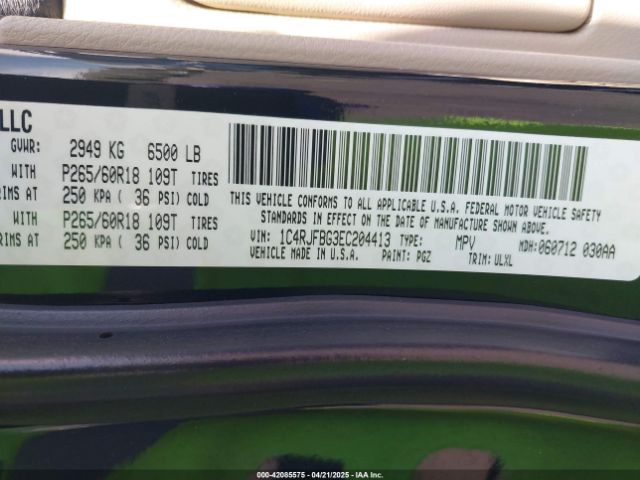 LLC
GVWR: 2949 KG 6500 LB
WITH P265/60R18 109T TIRES
RIMS AT 250 KPA ( 36 PSI) COLD
WITH P265/60R18 109T TIRES
RIMS AT 250 KPA ( 36 PSI) COLD
THIS VEHICLE CONFORMS TO ALL APPLICABLE U.S.A. FEDERAL MOTOR VEHICLE SAFETY
STANDARDS IN EFFECT ON THE DATE OF MANUFACTURE SHOWN ABOVE.
VIN: 1C4RJFBG3EC204413 TYPE: MPV MDH:060712 030AA
VEHICLE MADE IN U.S.A. PAINT: PGZ TRIM: ULXL
000-42085575 - 04/21/2025 - IAAI.COM